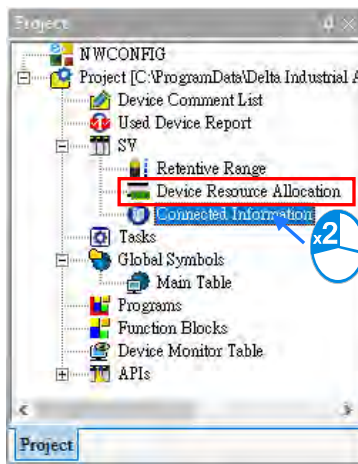 Project
NWCONFIG
Project [C:\ProgramData\Delta Industrial A
Device Comment List
Used Device Report
SV
Retentive Range
Device Resource Allocation
Connected Information
x2
Tasks
Global Symbols
Main Table
Programs
Function Blocks
Device Monitor Table
APIs
Project